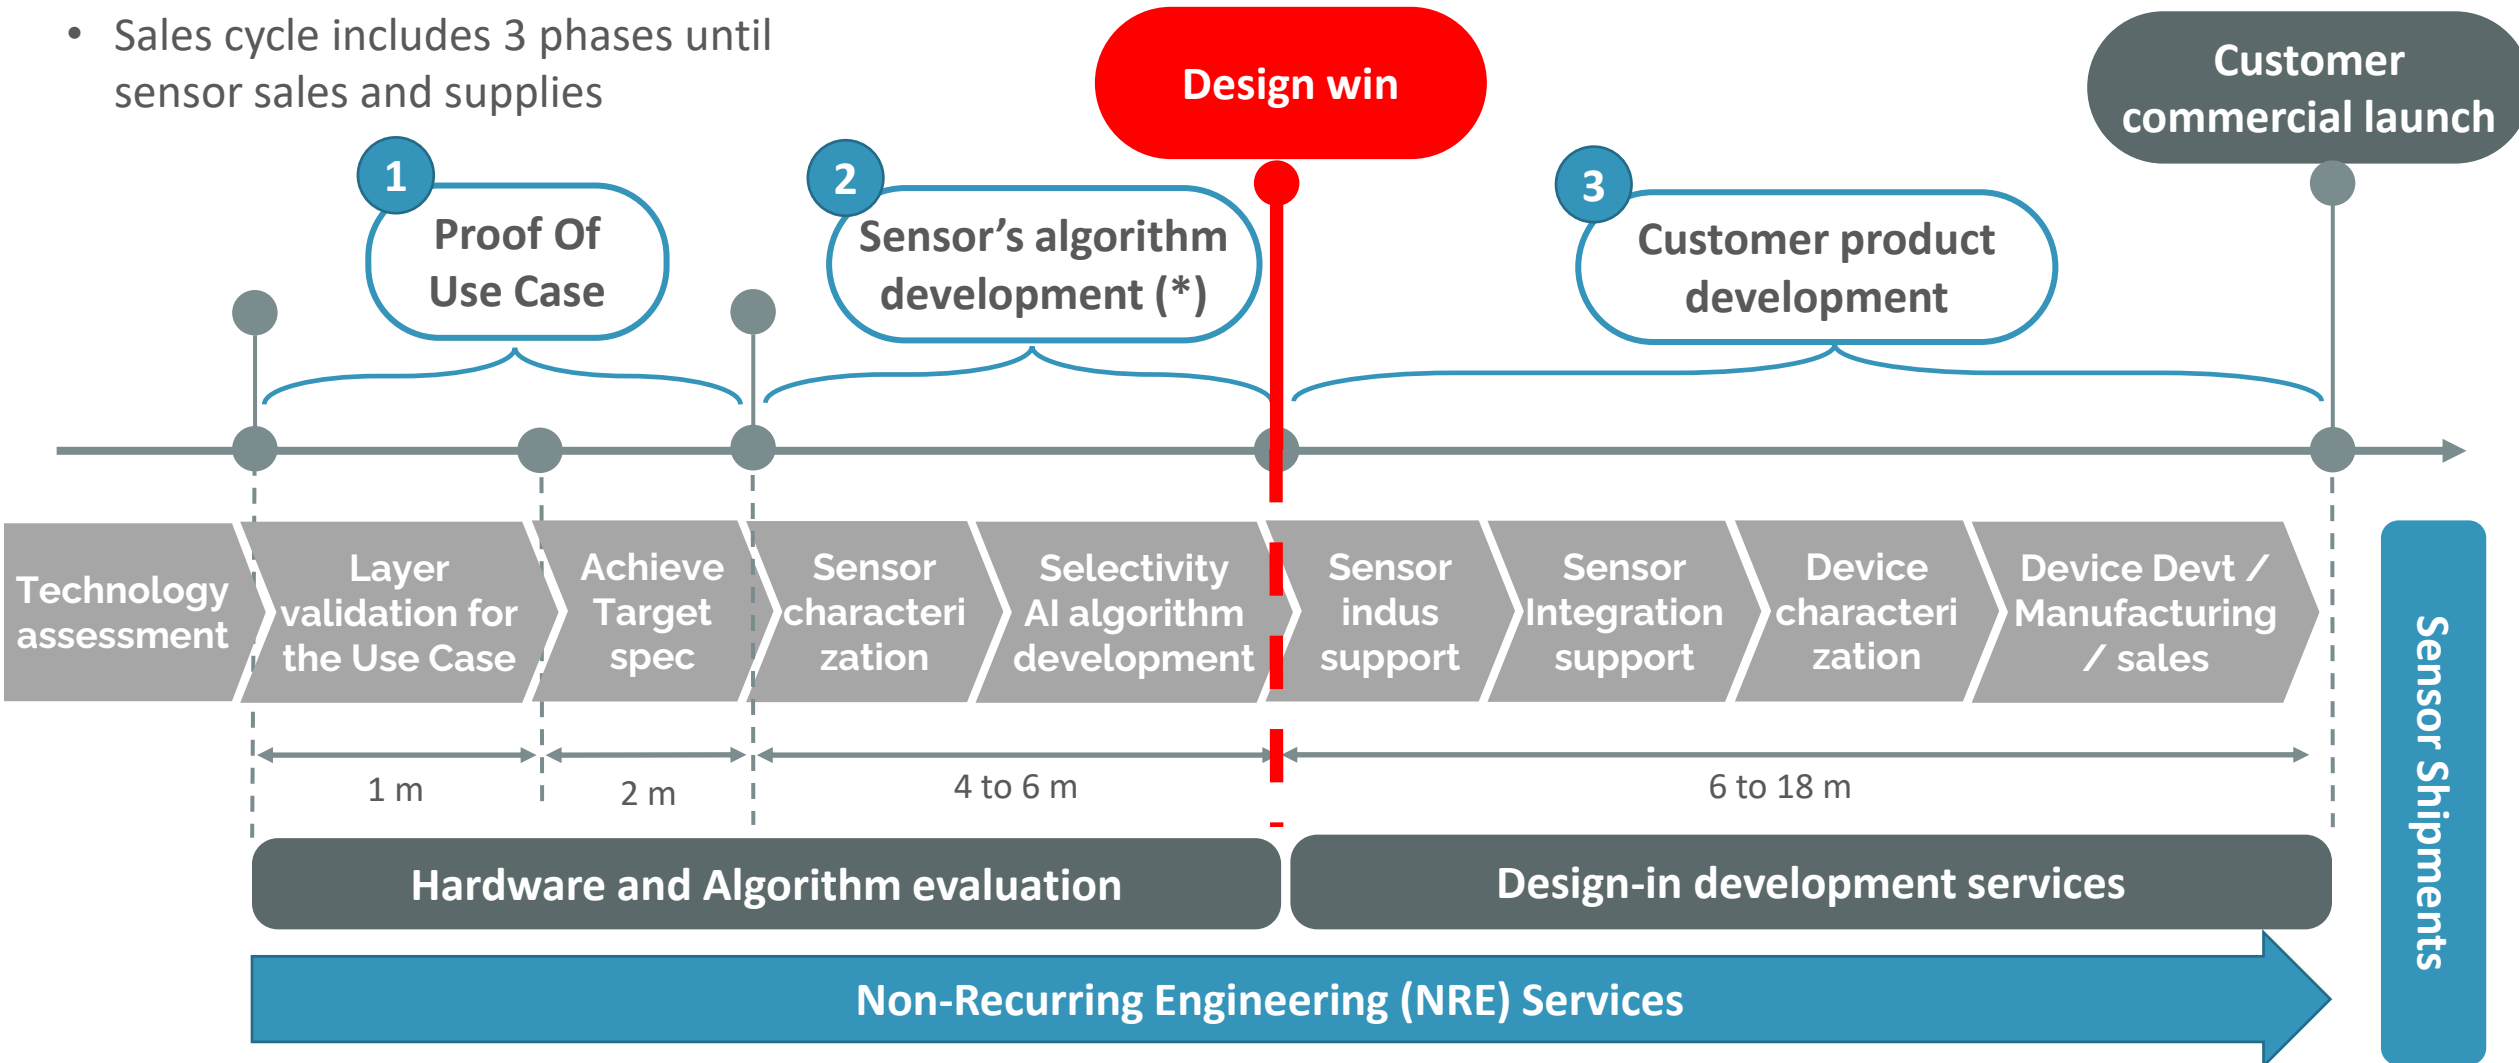 • Sales cycle includes 3 phases until
sensor sales and supplies
Design win
Customer
commercial launch
1
Proof Of
Use Case
2
Sensor’s algorithm
development (*)
3
Customer product
development
Technology
assessment
Layer
validation for
the Use Case
Achieve
Target
spec
Sensor
characteri
zation
Selectivity
AI algorithm
development
Sensor
indus
support
Sensor
Integration
support
Device
characteri
zation
Device Devt /
Manufacturing
/ sales
Sensor Shipments
1 m
2 m
4 to 6 m
6 to 18 m
Hardware and Algorithm evaluation
Design-in development services
Non-Recurring Engineering (NRE) Services